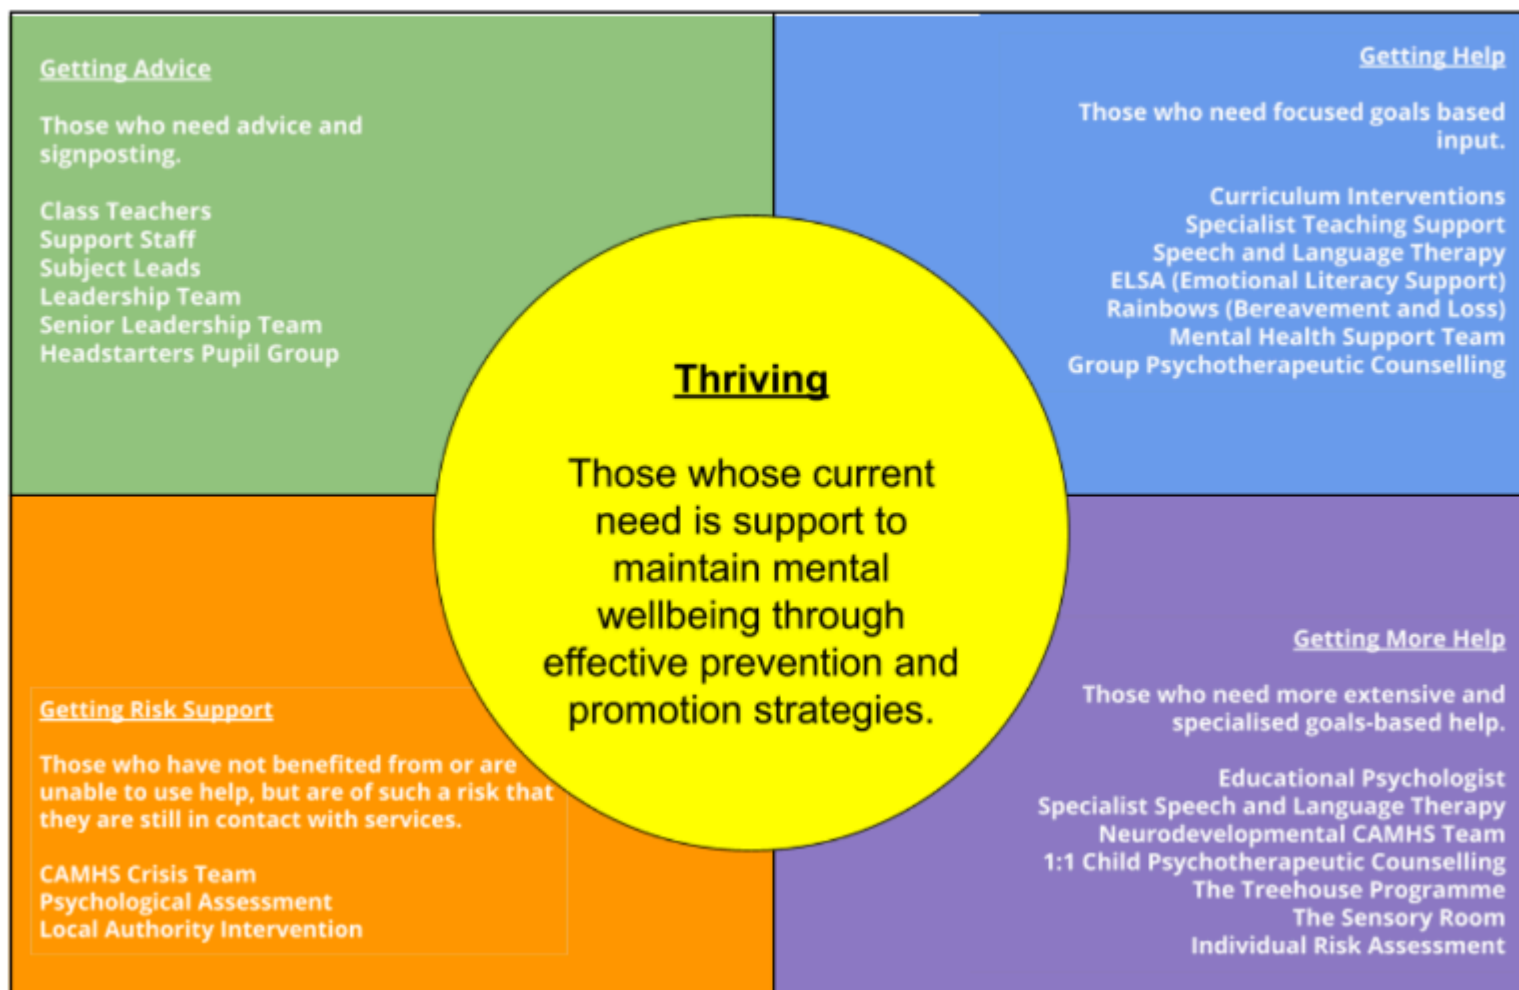 Getting Advice
Those who need advice and
signposting.
Class Teachers
Support Staff
Subject Leads
Leadership Team
Senior Leadership Team
Headstarters Pupil Group
Getting Help
Those who need focused goals based
input.
Curriculum Interventions
Specialist Teaching Support
Speech and Language Therapy
ELSA (Emotional Literacy Support)
Rainbows (Bereavement and Loss)
Mental Health Support Team
Group Psychotherapeutic Counselling
Thriving
Those whose current
need is support to
maintain mental
wellbeing through
effective prevention and
promotion strategies.
Getting Risk Support
Those who have not benefited from or are
unable to use help, but are of such a risk that
they are still in contact with services.
CAMHS Crisis Team
Psychological Assessment
Local Authority Intervention
Getting More Help
Those who need more extensive and
specialised goals-based help.
Educational Psychologist
Specialist Speech and Language Therapy
Neurodevelopmental CAMHS Team
1:1 Child Psychotherapeutic Counselling
The Treehouse Programme
The Sensory Room
Individual Risk Assessment